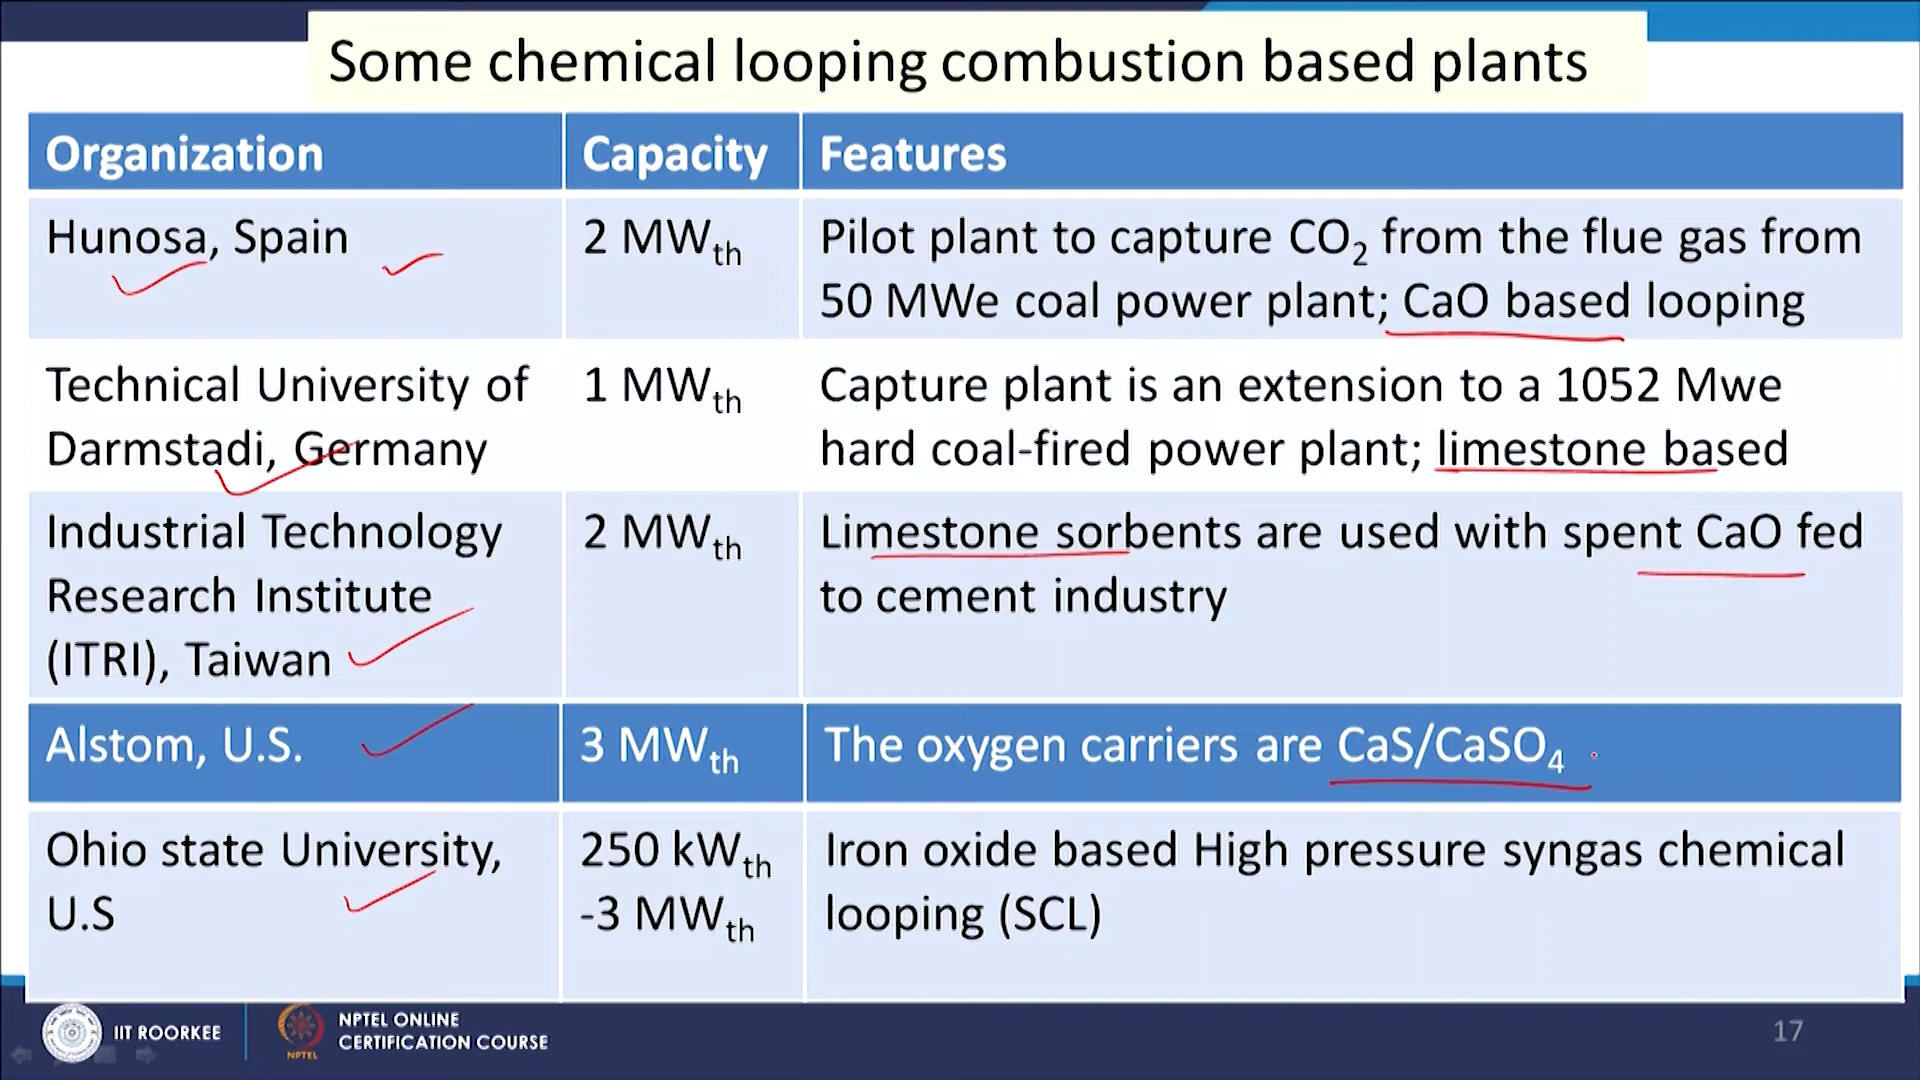 Some chemical looping combustion based plants
Organization
Capacity
Features
Hunosa, Spain
2 MWth
Pilot plant to capture CO2 from the flue gas from
50 MWe coal power plant; CaO based looping
Technical University of
Darmstadi, Germany
1 MWth
Capture plant is an extension to a 1052 Mwe
hard coal-fired power plant; limestone based
Industrial Technology
Research Institute
(ITRI), Taiwan
2 MWth
Limestone sorbents are used with spent CaO fed
to cement industry
Alstom, U.S.
3 MWth
The oxygen carriers are CaS/CaSO4
Ohio state University,
U.S
250 kWth
-3 MWth
Iron oxide based High pressure syngas chemical
looping (SCL)
IIT ROORKEE
NPTEL
NPTEL ONLINE
CERTIFICATION COURSE
17